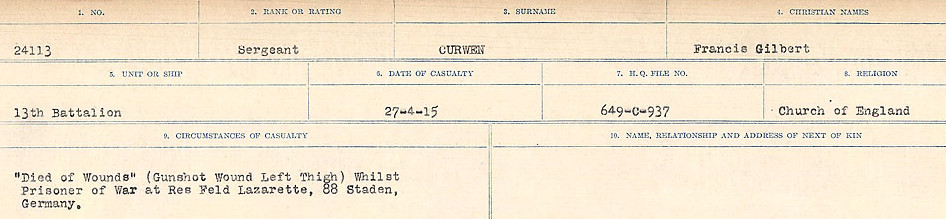 1. NO.
2. RANK OR RATING
3. SURNAME
4. CHRISTIAN NAMES
24113
Sergeant
CURWEN
Francis Gilbert
5. UNIT OR SHIP
6. DATE OF CASUALTY
7. H.Q. FILE NO.
8. RELIGION
13th Battalion
27-4-15
649-C-937
Church of England
9. CIRCUMSTANCES OF CASUALTY
10. NAME, RELATIONSHIP AND ADDRESS OF NEXT OF KIN
"Died of Wounds" (Gunshot Wound Left Thigh) Whilst
Prisoner of War at Res Feld Lazarette, 88 Staden,
Germany.